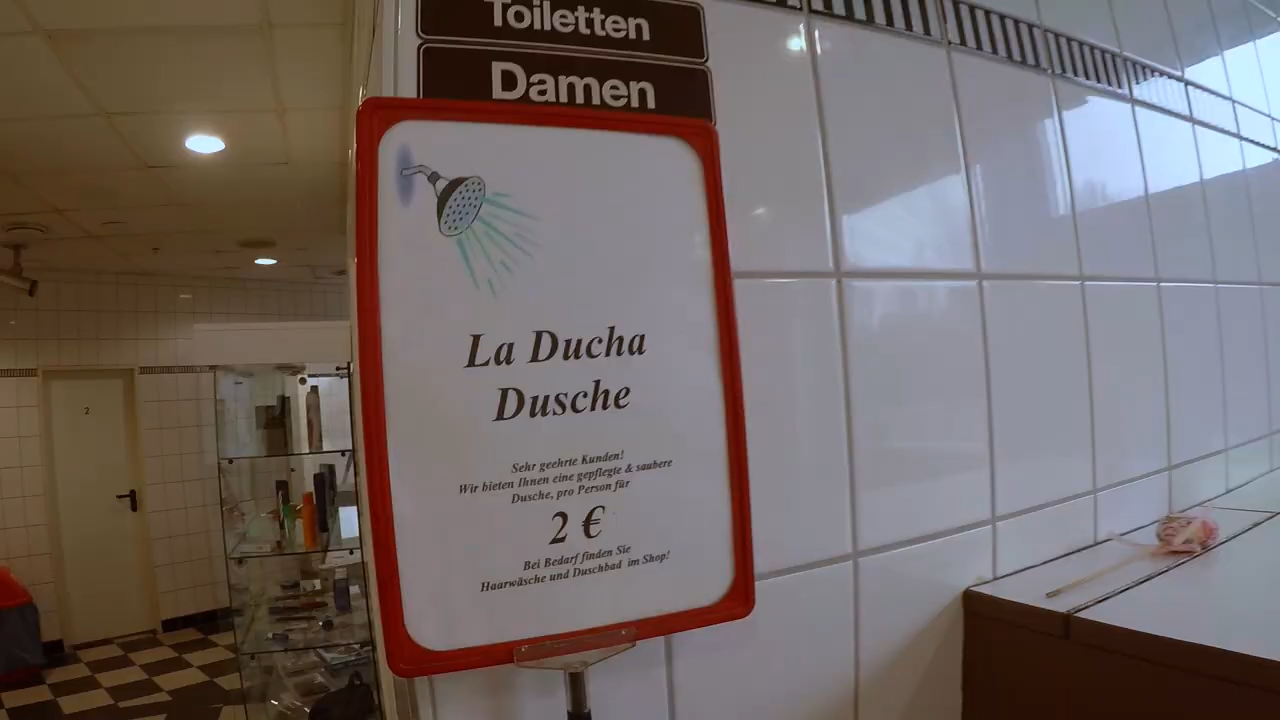 Toiletten
Damen
La Ducha
Dusche
Sehr geehrte Kunden!
Wir bieten Ihnen eine gepflegte & saubere
Dusche, pro Person für
2 €
Bei Bedarf finden Sie
Haarwäsche und Duschbad im Shop!
2